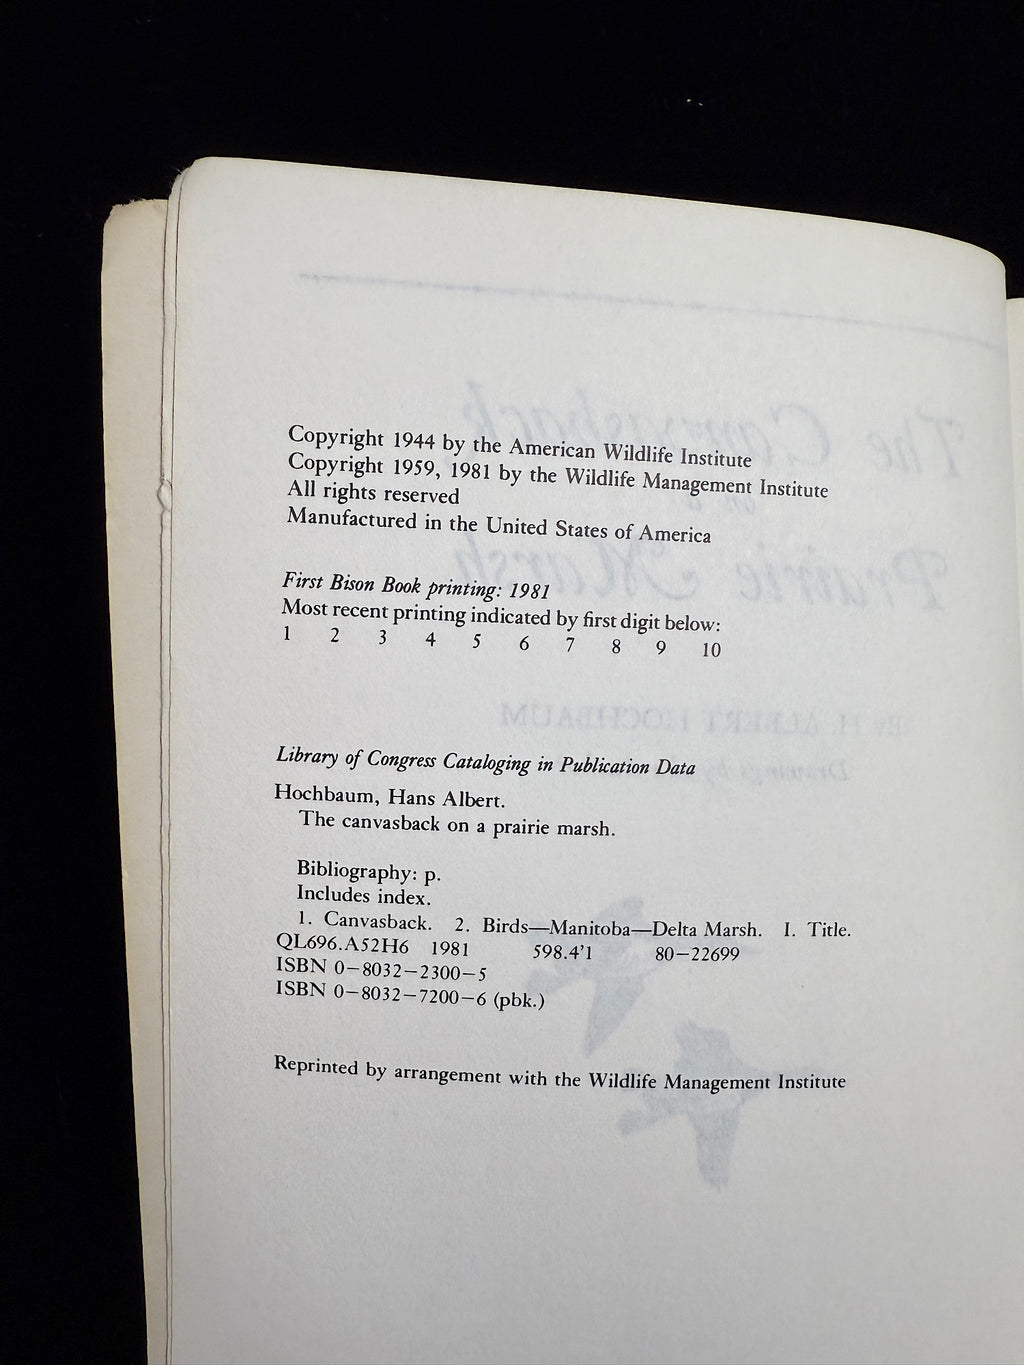 Copyright 1944 by the American Wildlife Institute
Copyright 1959, 1981 by the Wildlife Management Institute
All rights reserved
Manufactured in the United States of America
First Bison Book printing: 1981
Most recent printing indicated by first digit below:
1 2 3 4 5 6 7 8 9 10
Library of Congress Cataloging in Publication Data
Hochbaum, Hans Albert.
The canvasback on a prairie marsh.
Bibliography: p.
Includes index.
1. Canvasback. 2. Birds—Manitoba—Delta Marsh. I. Title.
QL696.A52H6 1981 598.4'1 80–22699
ISBN 0–8032–2300–5
ISBN 0–8032–7200–6 (pbk.)
Reprinted by arrangement with the Wildlife Management Institute